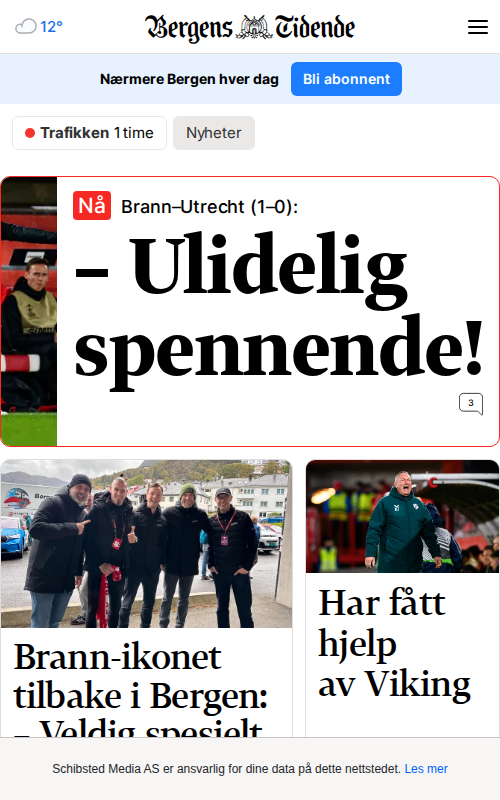 12°
Bergens Tidende
Nærmere Bergen hver dag
Bli abonnent
Trafikken 1 time
Nyheter
Nå Brann–Utrecht (1–0):
– Ulidelig
spennende!
3
Brann-ikonet
tilbake i Bergen:
– Veldig spesielt
Har fått
hjelp
av Viking
Schibsted Media AS er ansvarlig for dine data på dette nettstedet. Les mer